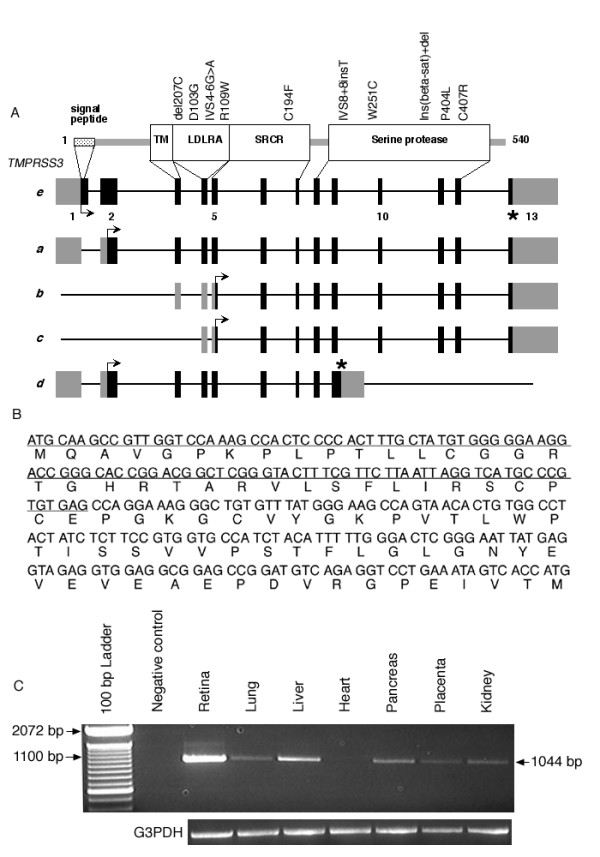 A
signal
peptide
del207C
D103G
IVS4-6G>A
R109W
C194F
IVS8+8insT
W251C
Ins(beta-sat)+del
P404L
C407R
1
TM
LDLRA
SRCR
Serine protease
540
TMPRSS3
e
1
2
5
10
* 13
a
b
c
d
*
B
ATG CAA GCC GTT GGT CCA AAG CCA CTC CCC ACT TTG CTA TGT GGG GGA AGG
M Q A V G P K P L P T L L C G G R
ACC GGG CAC CGG ACG GCT CGG GTA CTT TCG TTC TTA ATT AGG TCA TGC CCG
T G H R T A R V L S F L I R S C P
TGT GAG CCA GGA AAG GGC TGT GTT TAT GGG AAG CCA GTA ACA CTG TGG CCT
C E P G K G C V Y G K P V T L W P
ACT ATC TCT TCC GTG GTG CCA TCT ACA TTT TTG GGA CTC GGG AAT TAT GAG
T I S S V V P S T F L G L G N Y E
GTA GAG GTG GAG GCG GAG CCG GAT GTC AGA GGT CCT GAA ATA GTC ACC ATG
V E V E A E P D V R G P E I V T M
C
100 bp Ladder
Negative control
Retina
Lung
Liver
Heart
Pancreas
Placenta
Kidney
2072 bp
1100 bp
1044 bp
G3PDH